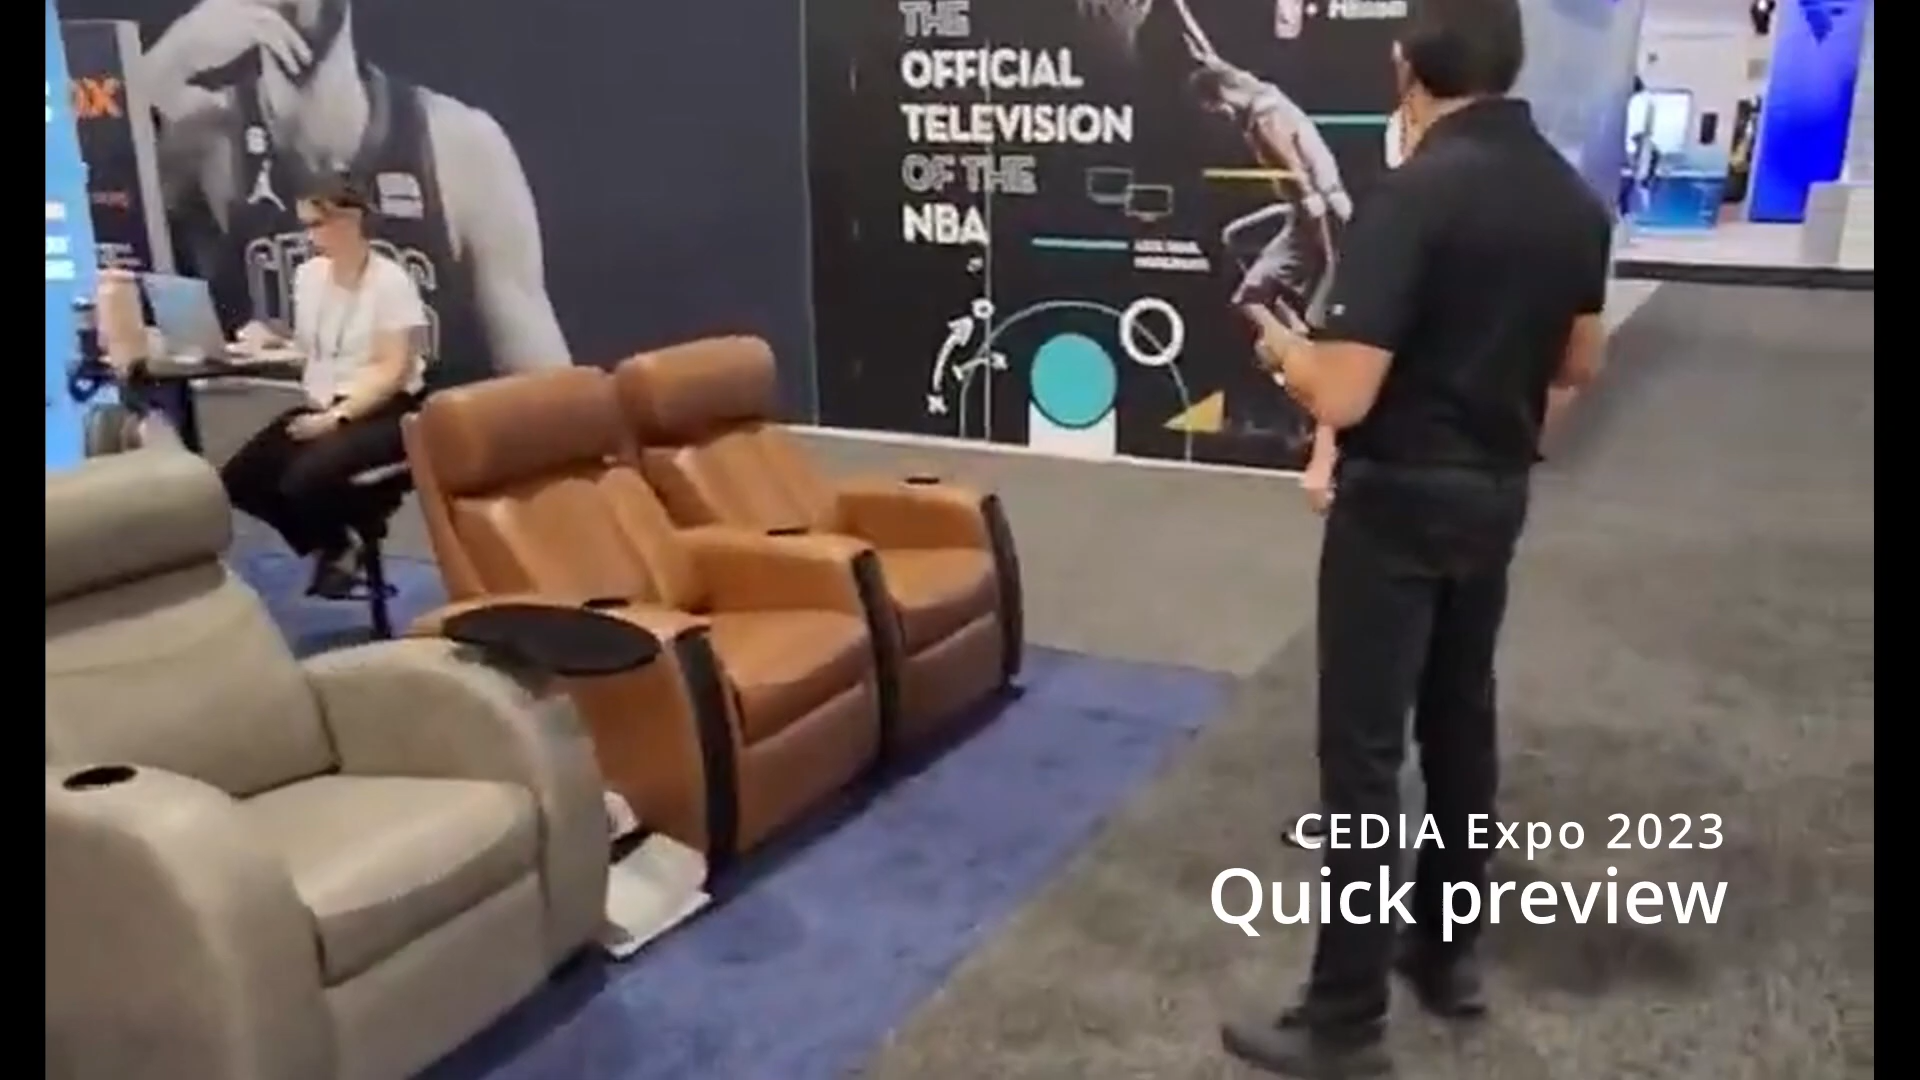 THE
OFFICIAL
TELEVISION
OF THE
NBA
CEDIA Expo 2023
Quick preview